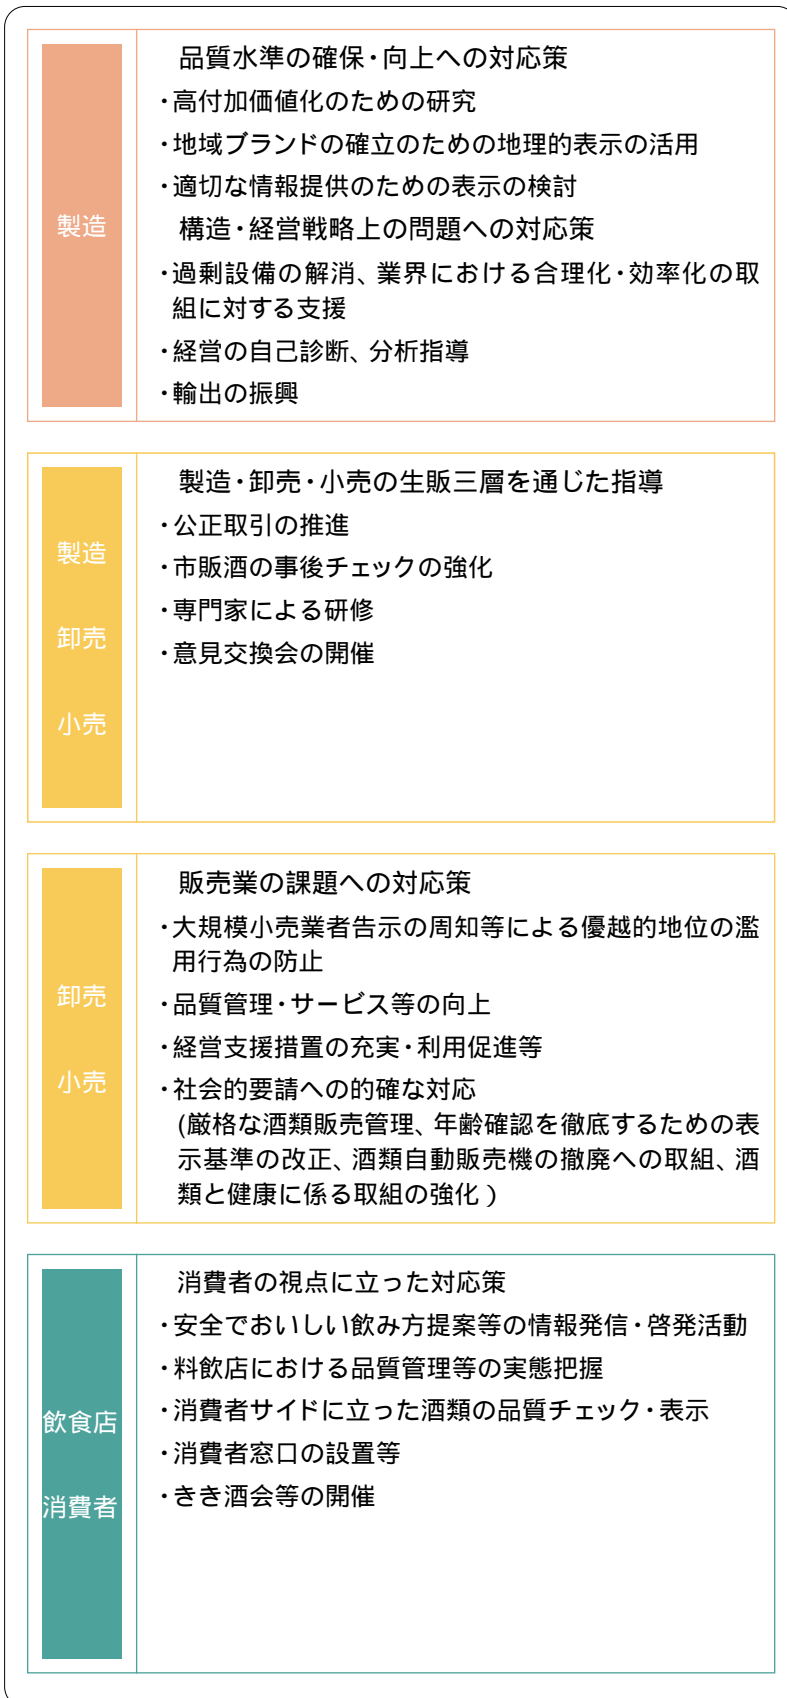 製造
品質水準の確保・向上への対応策
・高付加価値化のための研究
・地域ブランドの確立のための地理的表示の活用
・適切な情報提供のための表示の検討
構造・経営戦略上の問題への対応策
・過剰設備の解消、業界における合理化・効率化の取
組に対する支援
・経営の自己診断、分析指導
・輸出の振興
製造
卸売
小売
製造・卸売・小売の生販三層を通じた指導
・公正取引の推進
・市販酒の事後チェックの強化
・専門家による研修
・意見交換会の開催
卸売
小売
販売業の課題への対応策
・大規模小売業者告示の周知等による優越的地位の濫
用行為の防止
・品質管理・サービス等の向上
・経営支援措置の充実・利用促進等
・社会的要請への的確な対応
(厳格な酒類販売管理、年齢確認を徹底するための表
示基準の改正、酒類自動販売機の撤廃への取組、酒
類と健康に係る取組の強化)
飲食店
消費者
消費者の視点に立った対応策
・安全でおいしい飲み方提案等の情報発信・啓発活動
・料飲店における品質管理等の実態把握
・消費者サイドに立った酒類の品質チェック・表示
・消費者窓口の設置等
・きき酒会等の開催